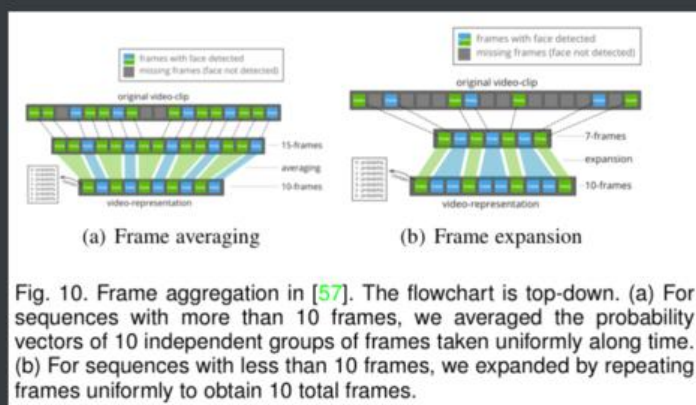 frames with face detected
missing frames (face not detected)
original video-clip
15-frames
averaging
10-frames
video-representation
(a) Frame averaging
frames with face detected
missing frames (face not detected)
original video-clip
7-frames
expansion
10-frames
video-representation
(b) Frame expansion
Fig. 10. Frame aggregation in [57]. The flowchart is top-down. (a) For
sequences with more than 10 frames, we averaged the probability
vectors of 10 independent groups of frames taken uniformly along time.
(b) For sequences with less than 10 frames, we expanded by repeating
frames uniformly to obtain 10 total frames.